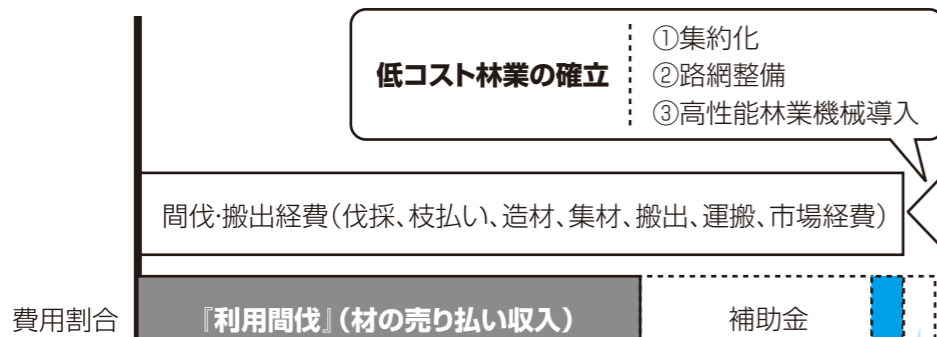 低コスト林業の確立
①集約化
②路網整備
③高性能林業機械導入
間伐・搬出経費（伐採、枝払い、造材、集材、搬出、運搬、市場経費）
費用割合
『利用間伐』（材の売り払い収入）
補助金